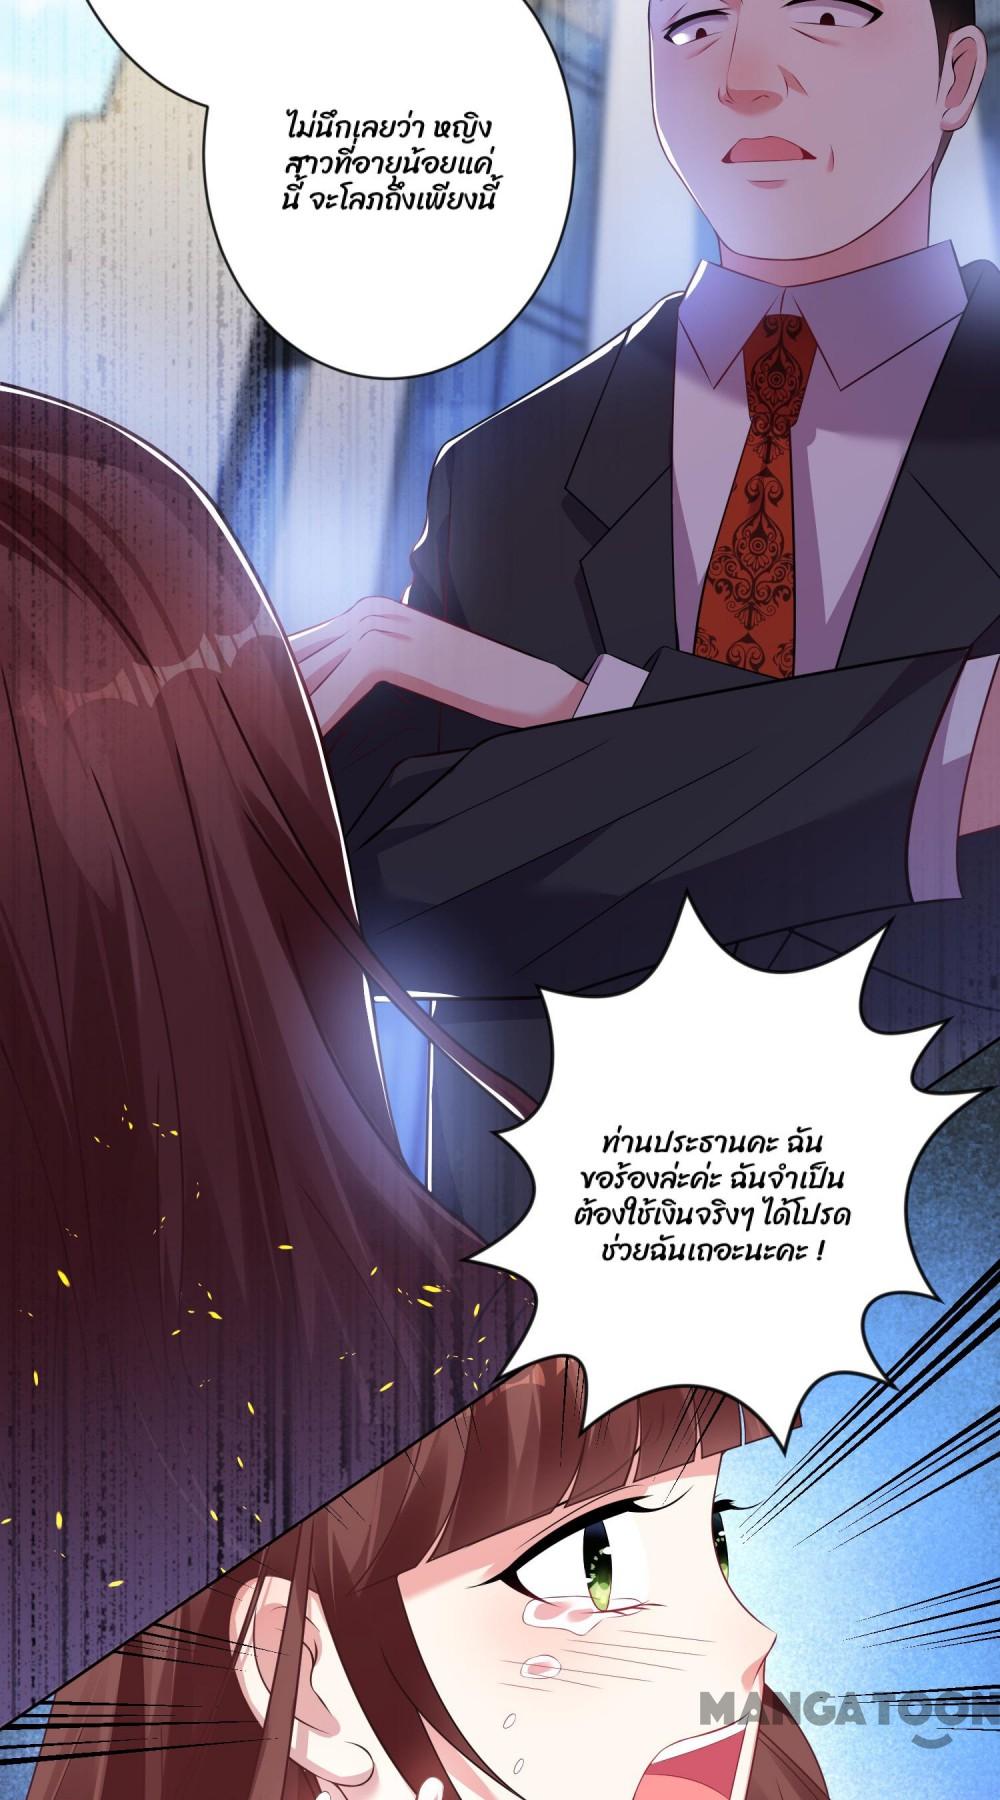 ไม่นึกเลยว่า หญิง
สาวที่อายุน้อยแค่
นี้ จะโลภถึงเพียงนี้
ท่านประธานคะ ฉัน
ขอร้องล่ะค่ะ ฉันจำเป็น
ต้องใช้เงินจริงๆ ได้โปรด
ช่วยฉันเถอะนะคะ !
MANGATOON